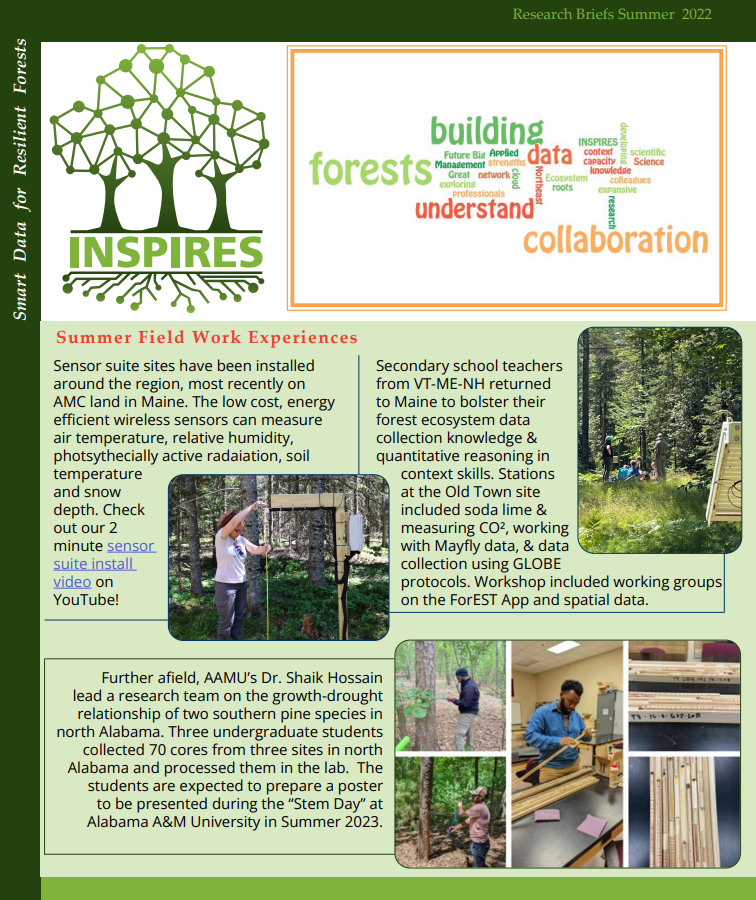 Research Briefs Summer 2022
Smart Data for Resilient Forests
INSPIRES
building
forests
data
Future Big
Applied
Management
strengths
Great
network
exploring
professionals
cloud
understand
Northeast
Ecosystem
roots
INSPIRES
context
capacity
knowledge
developing
scientific
Science
colleagues
expansive
research
collaboration
Summer Field Work Experiences
Sensor suite sites have been installed
around the region, most recently on
AMC land in Maine. The low cost, energy
efficient wireless sensors can measure
air temperature, relative humidity,
photsythecially active radaiation, soil
temperature
and snow
depth. Check
out our 2
minute sensor
suite install
video on
YouTube!
Secondary school teachers
from VT-ME-NH returned
to Maine to bolster their
forest ecosystem data
collection knowledge &
quantitative reasoning in
context skills. Stations
at the Old Town site
included soda lime &
measuring CO², working
with Mayfly data, & data
collection using GLOBE
protocols. Workshop included working groups
on the ForEST App and spatial data.
Further afield, AAMU's Dr. Shaik Hossain
lead a research team on the growth-drought
relationship of two southern pine species in
north Alabama. Three undergraduate students
collected 70 cores from three sites in north
Alabama and processed them in the lab. The
students are expected to prepare a poster
to be presented during the “Stem Day” at
Alabama A&M University in Summer 2023.